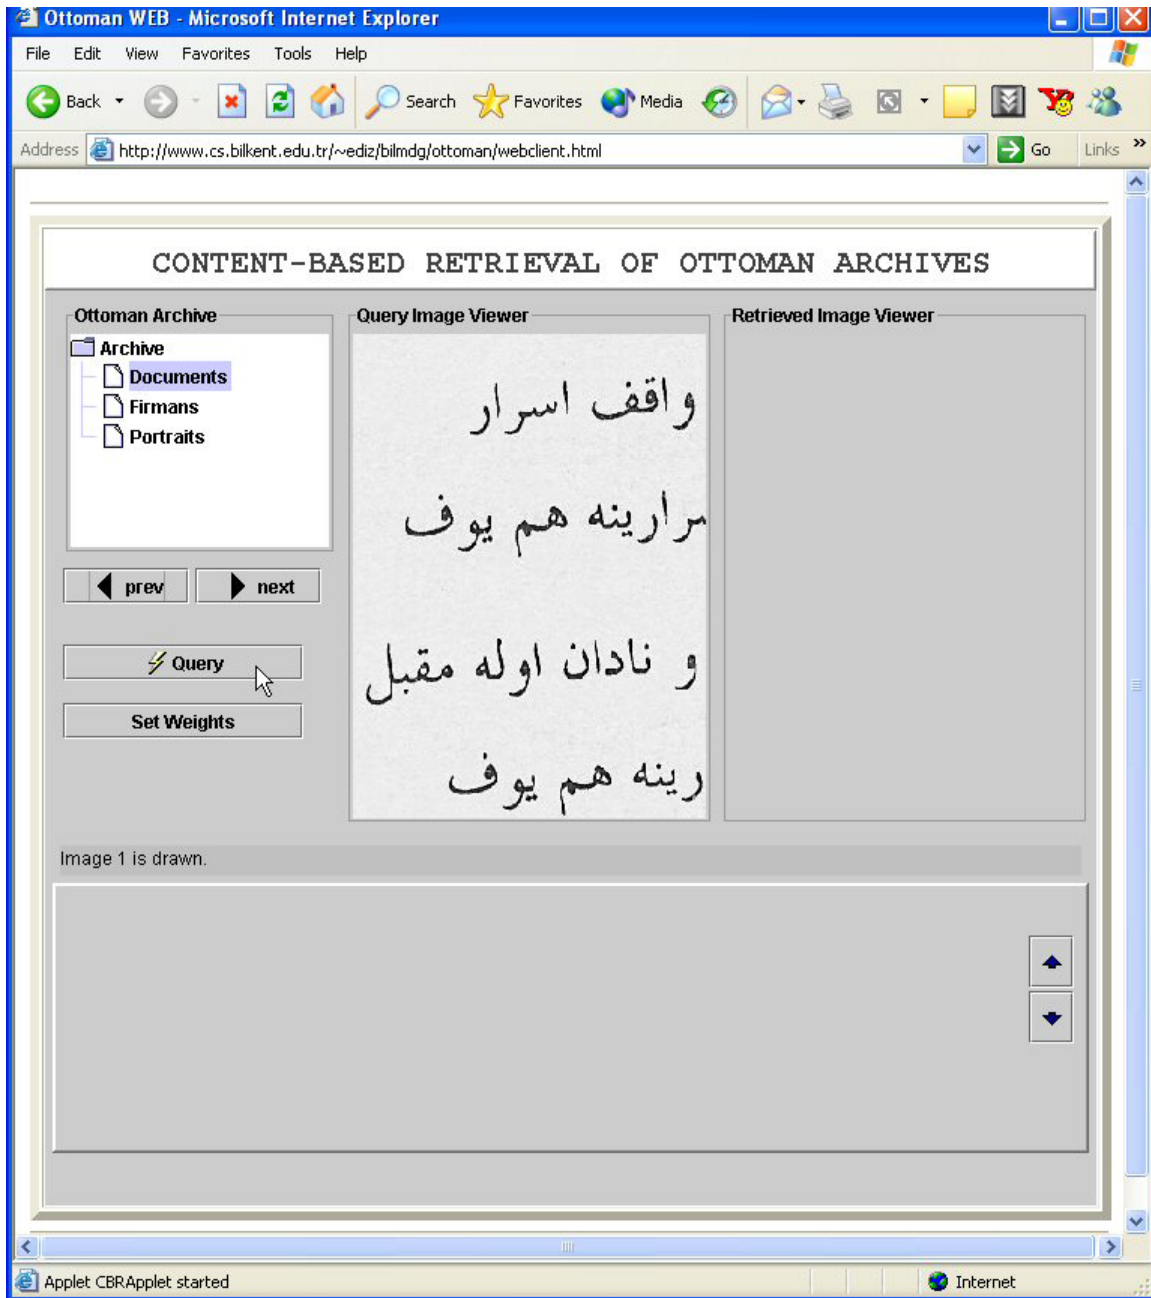 Ottoman WEB - Microsoft Internet Explorer
File Edit View Favorites Tools Help
Back Search Favorites Media
Address http://www.cs.bilkent.edu.tr/~ediz/bilmdg/ottoman/webclient.html Go Links »
CONTENT-BASED RETRIEVAL OF OTTOMAN ARCHIVES
Ottoman Archive
Archive
Documents
Firmans
Portraits
prev next
Query
Set Weights
Query Image Viewer
و اقف اسرار
سرارينه هم يوف
و نادان اوله مقبل
رينه هم يوف
Retrieved Image Viewer
Image 1 is drawn.
Applet CBRApplet started Internet